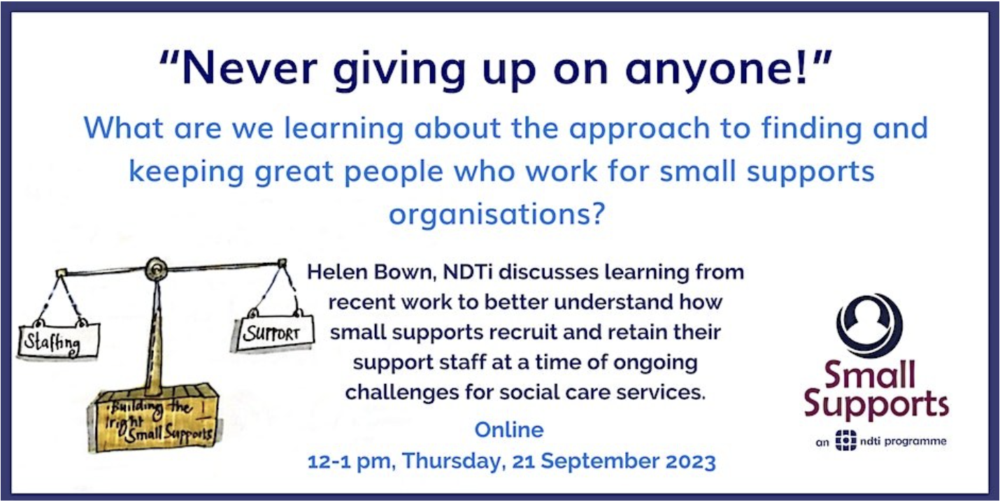 “Never giving up on anyone!”
What are we learning about the approach to finding and
keeping great people who work for small supports
organisations?
Staffing
SUPPORT
Building the
right
Small Supports
Helen Bown, NDTi discusses learning from
recent work to better understand how
small supports recruit and retain their
support staff at a time of ongoing
challenges for social care services.
Online
12-1 pm, Thursday, 21 September 2023
Small
Supports
an ndti programme